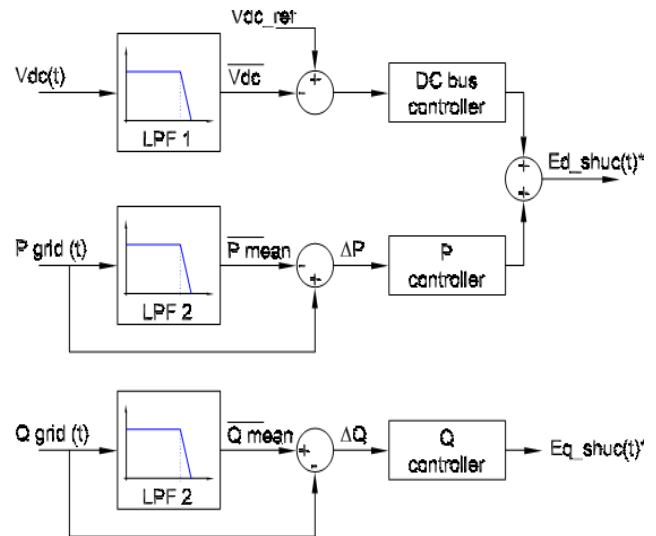 Vdc_ref
Vdc(t)
Vdc
LPF 1
+
-
DC bus
controller
+
+
Ed_shuc(t)*
P grid (t)
P mean
LPF 2
-
+
ΔP
P
controller
Q grid (t)
Q mean
LPF 2
+
-
ΔQ
Q
controller
Eq_shuc(t)*